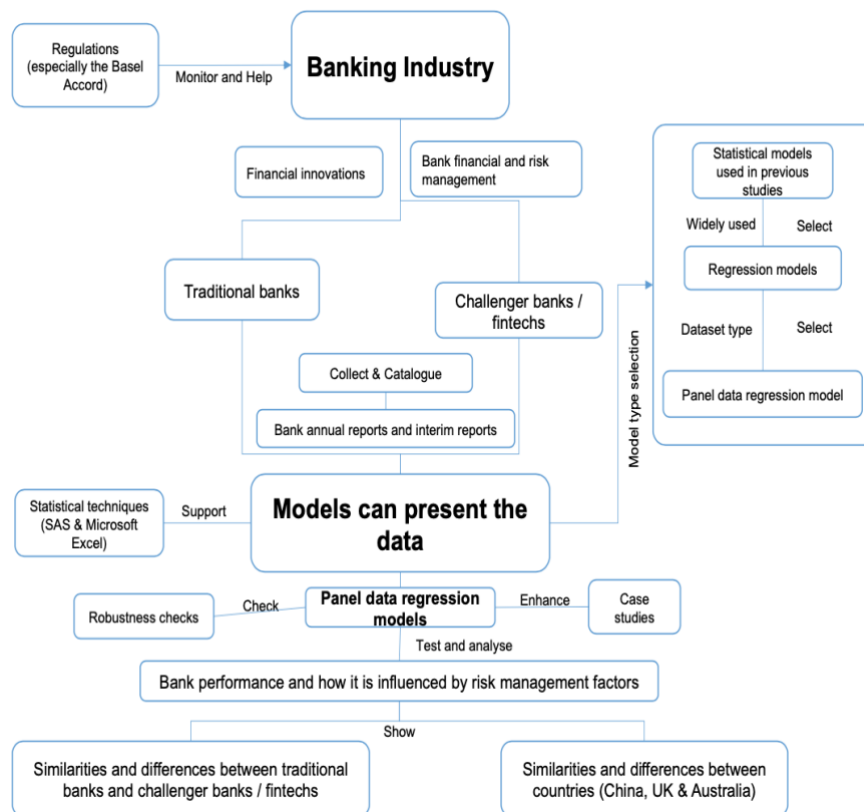 Regulations
(especially the Basel
Accord)
Monitor and Help
Banking Industry
Financial innovations
Bank financial and risk
management
Traditional banks
Challenger banks /
fintechs
Collect & Catalogue
Bank annual reports and interim reports
Statistical models
used in previous
studies
Widely used
Select
Regression models
Dataset type
Select
Panel data regression model
Model type selection
Statistical techniques
(SAS & Microsoft
Excel)
Support
Models can present the
data
Robustness checks
Check
Panel data regression
models
Enhance
Case
studies
Test and analyse
Bank performance and how it is influenced by risk management factors
Show
Similarities and differences between traditional
banks and challenger banks / fintechs
Similarities and differences between
countries (China, UK & Australia)